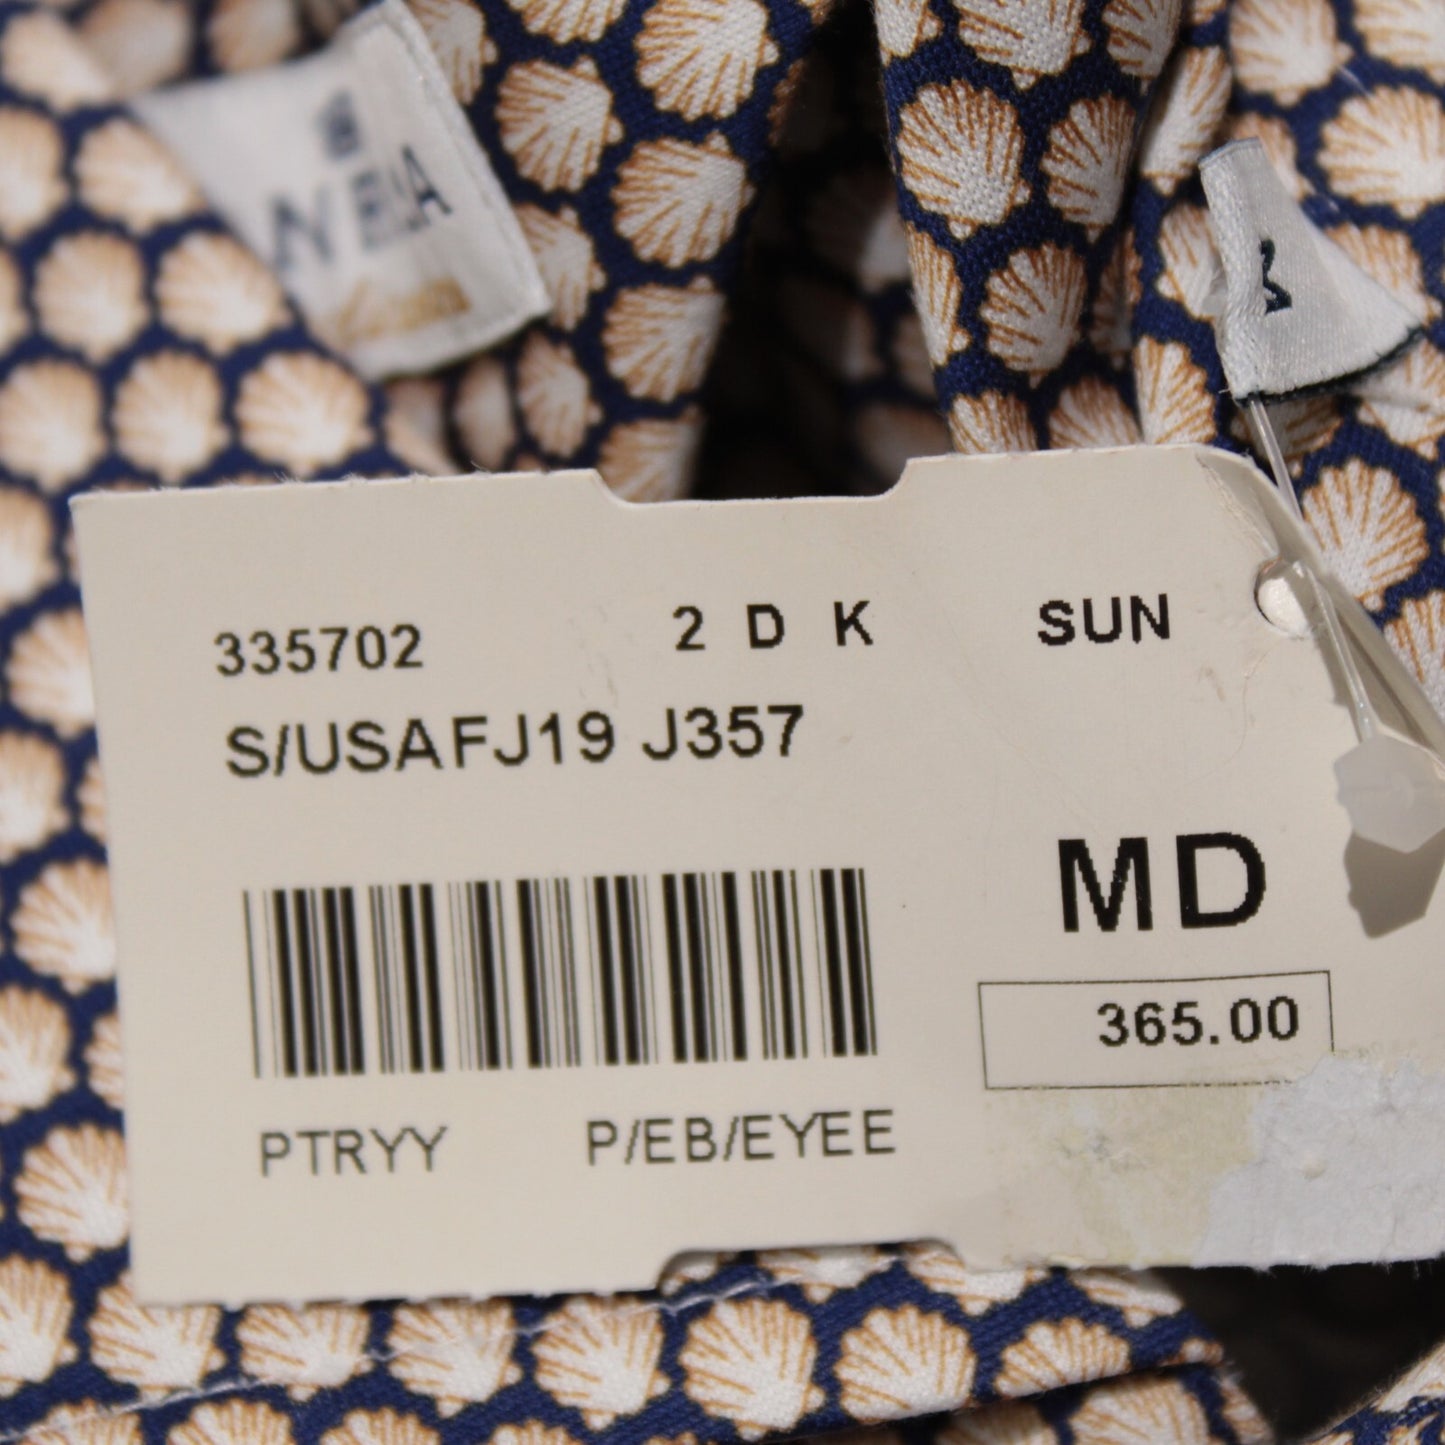 M
335702 2 D K SUN
S/USAFJ19 J357
MD
365.00
PTRYY P/EB/EYEE